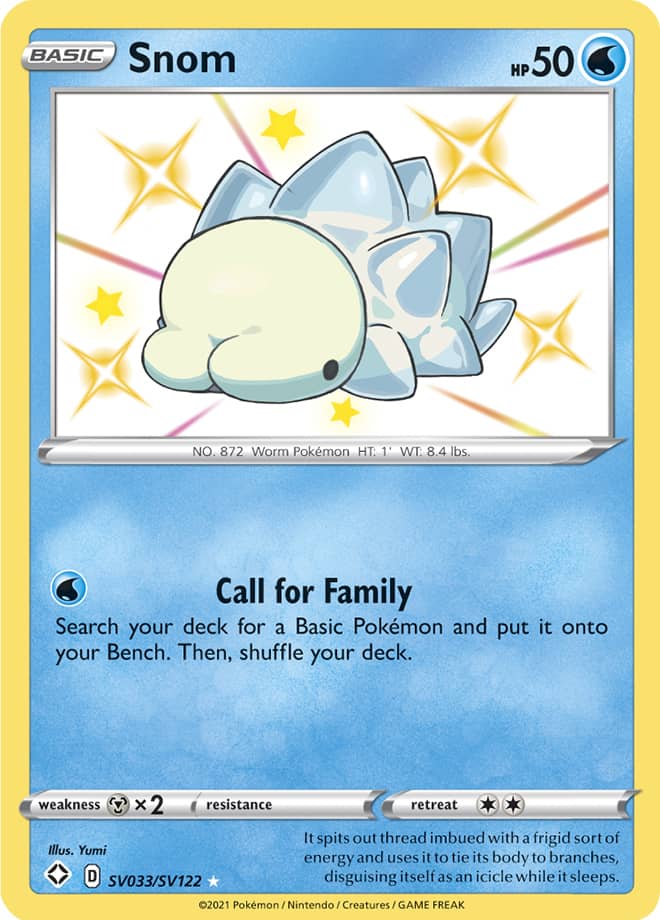 BASIC Snom HP 50
NO. 872 Worm Pokémon HT: 1' WT: 8.4 lbs.
Call for Family
Search your deck for a Basic Pokémon and put it onto
your Bench. Then, shuffle your deck.
weakness ×2 resistance retreat
It spits out thread imbued with a frigid sort of
energy and uses it to tie its body to branches,
disguising itself as an icicle while it sleeps.
Illus. Yumi
D SV033/SV122
©2021 Pokémon / Nintendo / Creatures / GAME FREAK